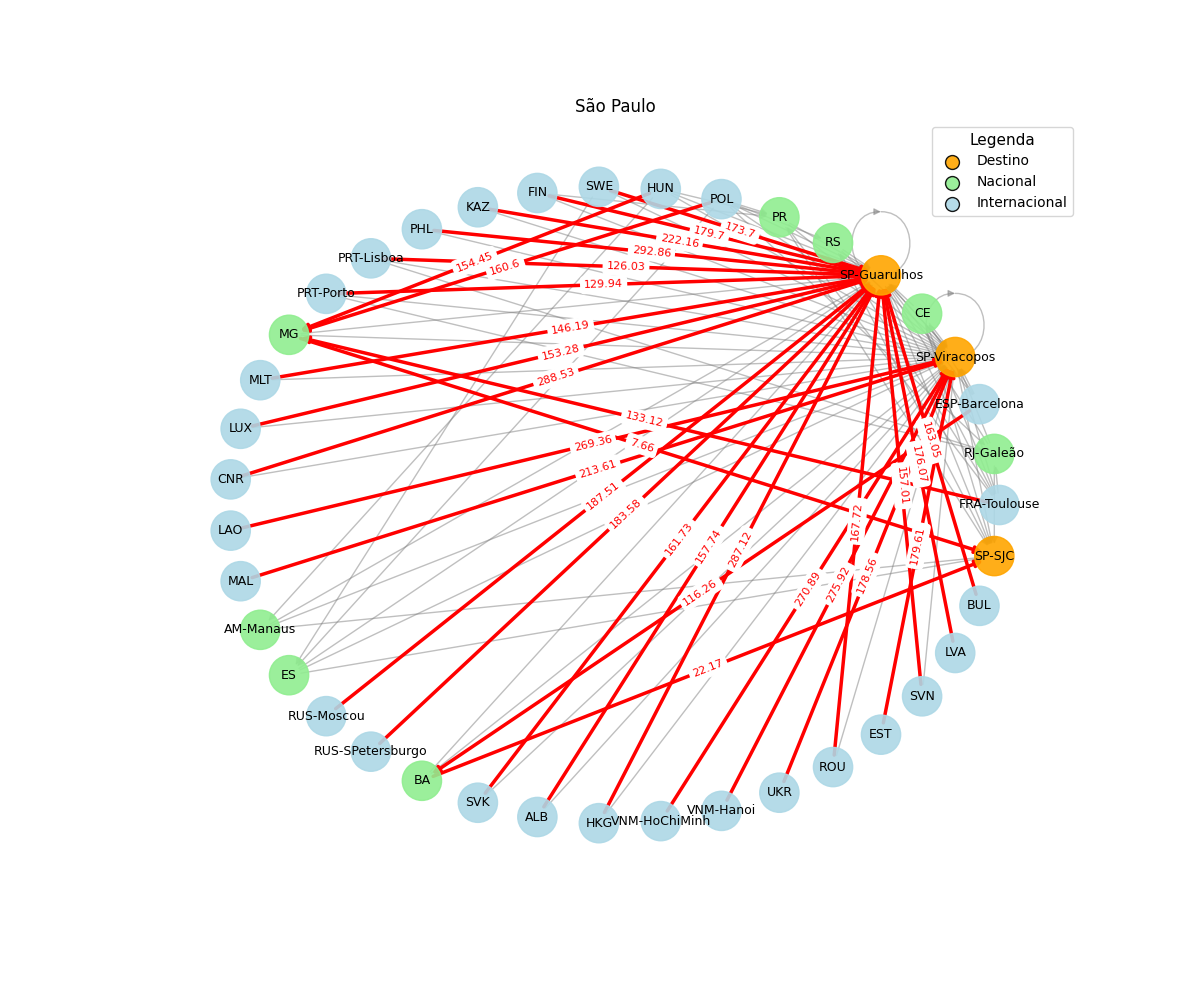 São Paulo
Legenda
Destino
Nacional
Internacional
SWE
HUN
FIN
POL
KAZ
PR
PHL
RS
PRT-Lisboa
SP-Guarulhos
PRT-Porto
CE
MG
SP-Viracopos
MLT
ESP-Barcelona
LUX
RJ-Galeão
CNR
FRA-Toulouse
LAO
SP-SJC
MAL
BUL
AM-Manaus
LVA
ES
SVN
RUS-Moscou
EST
RUS-SPetersburgo
ROU
BA
UKR
SVK
VNM-Hanoi
ALB
HKG
VNM-HoChiMinh
173.7
179.7
222.16
292.86
154.45
160.6
126.03
129.94
146.19
153.28
288.53
133.12
7.66
269.36
213.61
163.05
176.07
157.01
187.51
183.58
167.72
161.73
157.74
287.12
179.61
178.56
275.92
270.89
116.26
22.17